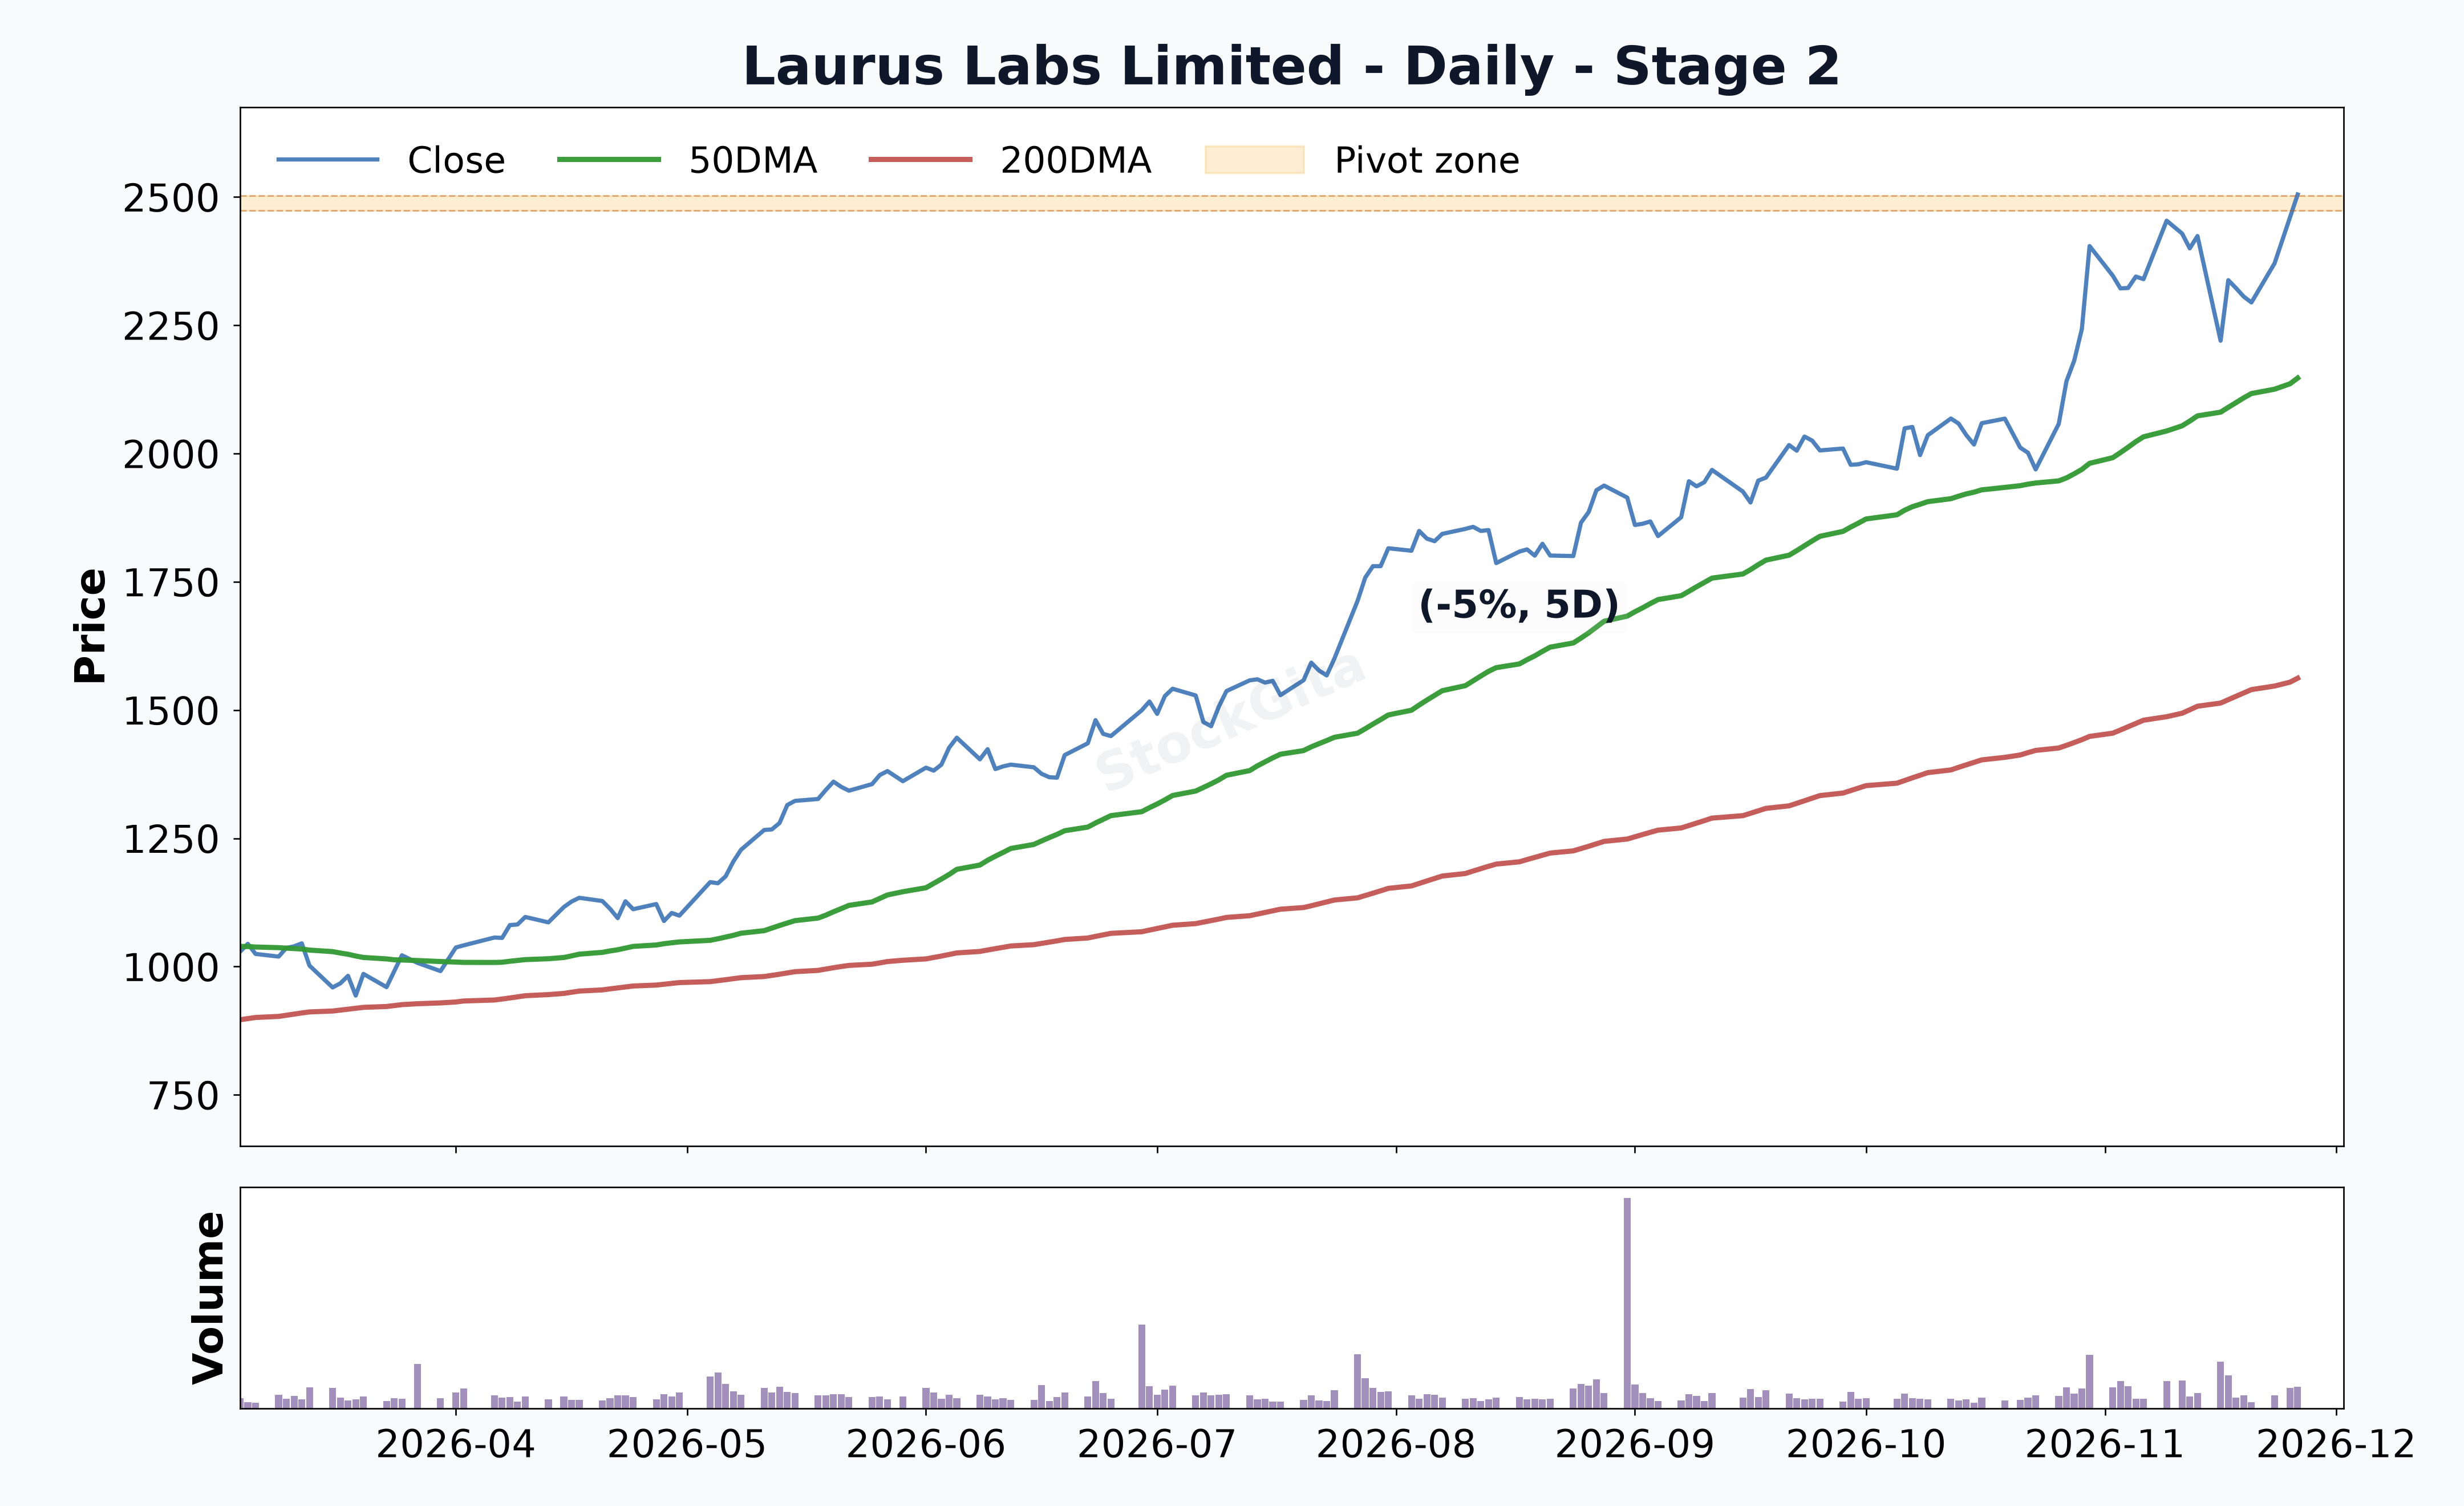 Laurus Labs Limited - Daily - Stage 2
Close 50DMA 200DMA Pivot zone
2500
2250
2000
1750
1500
1250
1000
750
Price
(-5%, 5D)
StockGita
Volume
2026-04 2026-05 2026-06 2026-07 2026-08 2026-09 2026-10 2026-11 2026-12